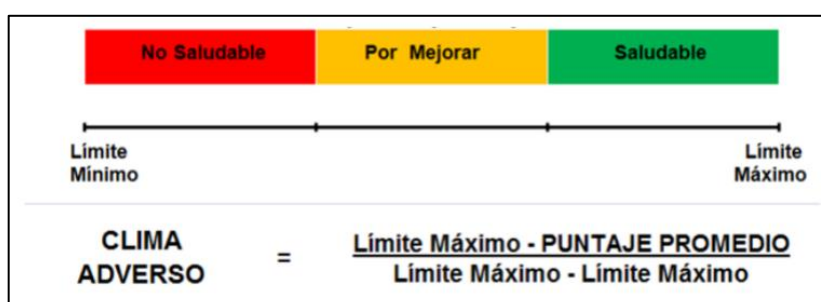 No Saludable Por Mejorar Saludable
Límite Límite
Mínimo Máximo
CLIMA
ADVERSO
=
Límite Máximo - PUNTAJE PROMEDIO
Límite Máximo - Límite Máximo